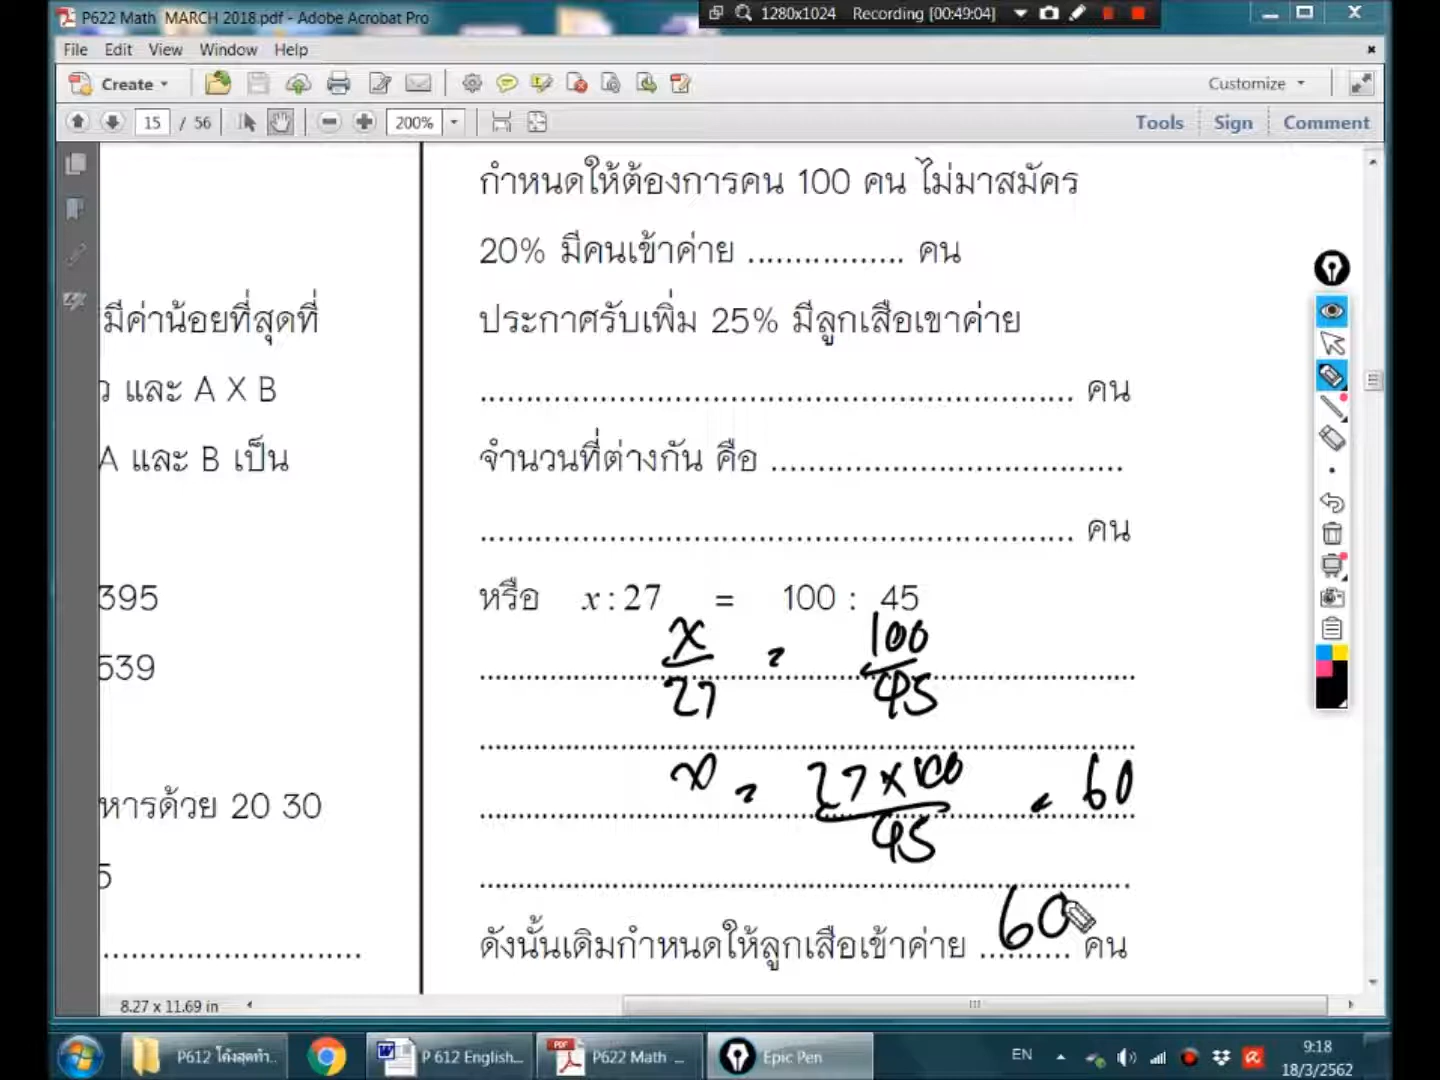 P622 Math MARCH 2018.pdf - Adobe Acrobat Pro
1280x1024 Recording [00:49:04]
File Edit View Window Help
Create Customize
15 / 56 200% Tools Sign Comment
กำหนดให้ต้องการคน 100 คน ไม่มาสมัคร
20% มีคนเข้าค่าย ................. คน
มีค่าน้อยที่สุดที่ ประกาศรับเพิ่ม 25% มีลูกเสือเขาค่าย
ว และ A X B ................................................................ คน
A และ B เป็น จำนวนที่ต่างกัน คือ ......................................
................................................................ คน
395 หรือ x : 27 = 100 : 45
x 100
539 = 
27 45
x = 27 x 100 = 60
หารด้วย 20 30 45
5
60
............................ ดังนั้นเดิมกำหนดให้ลูกเสือเข้าค่าย .......... คน
8.27 x 11.69 in
P612 โค้งสุดท้า... P 612 English... P622 Math ... Epic Pen EN 9:18
18/3/2562